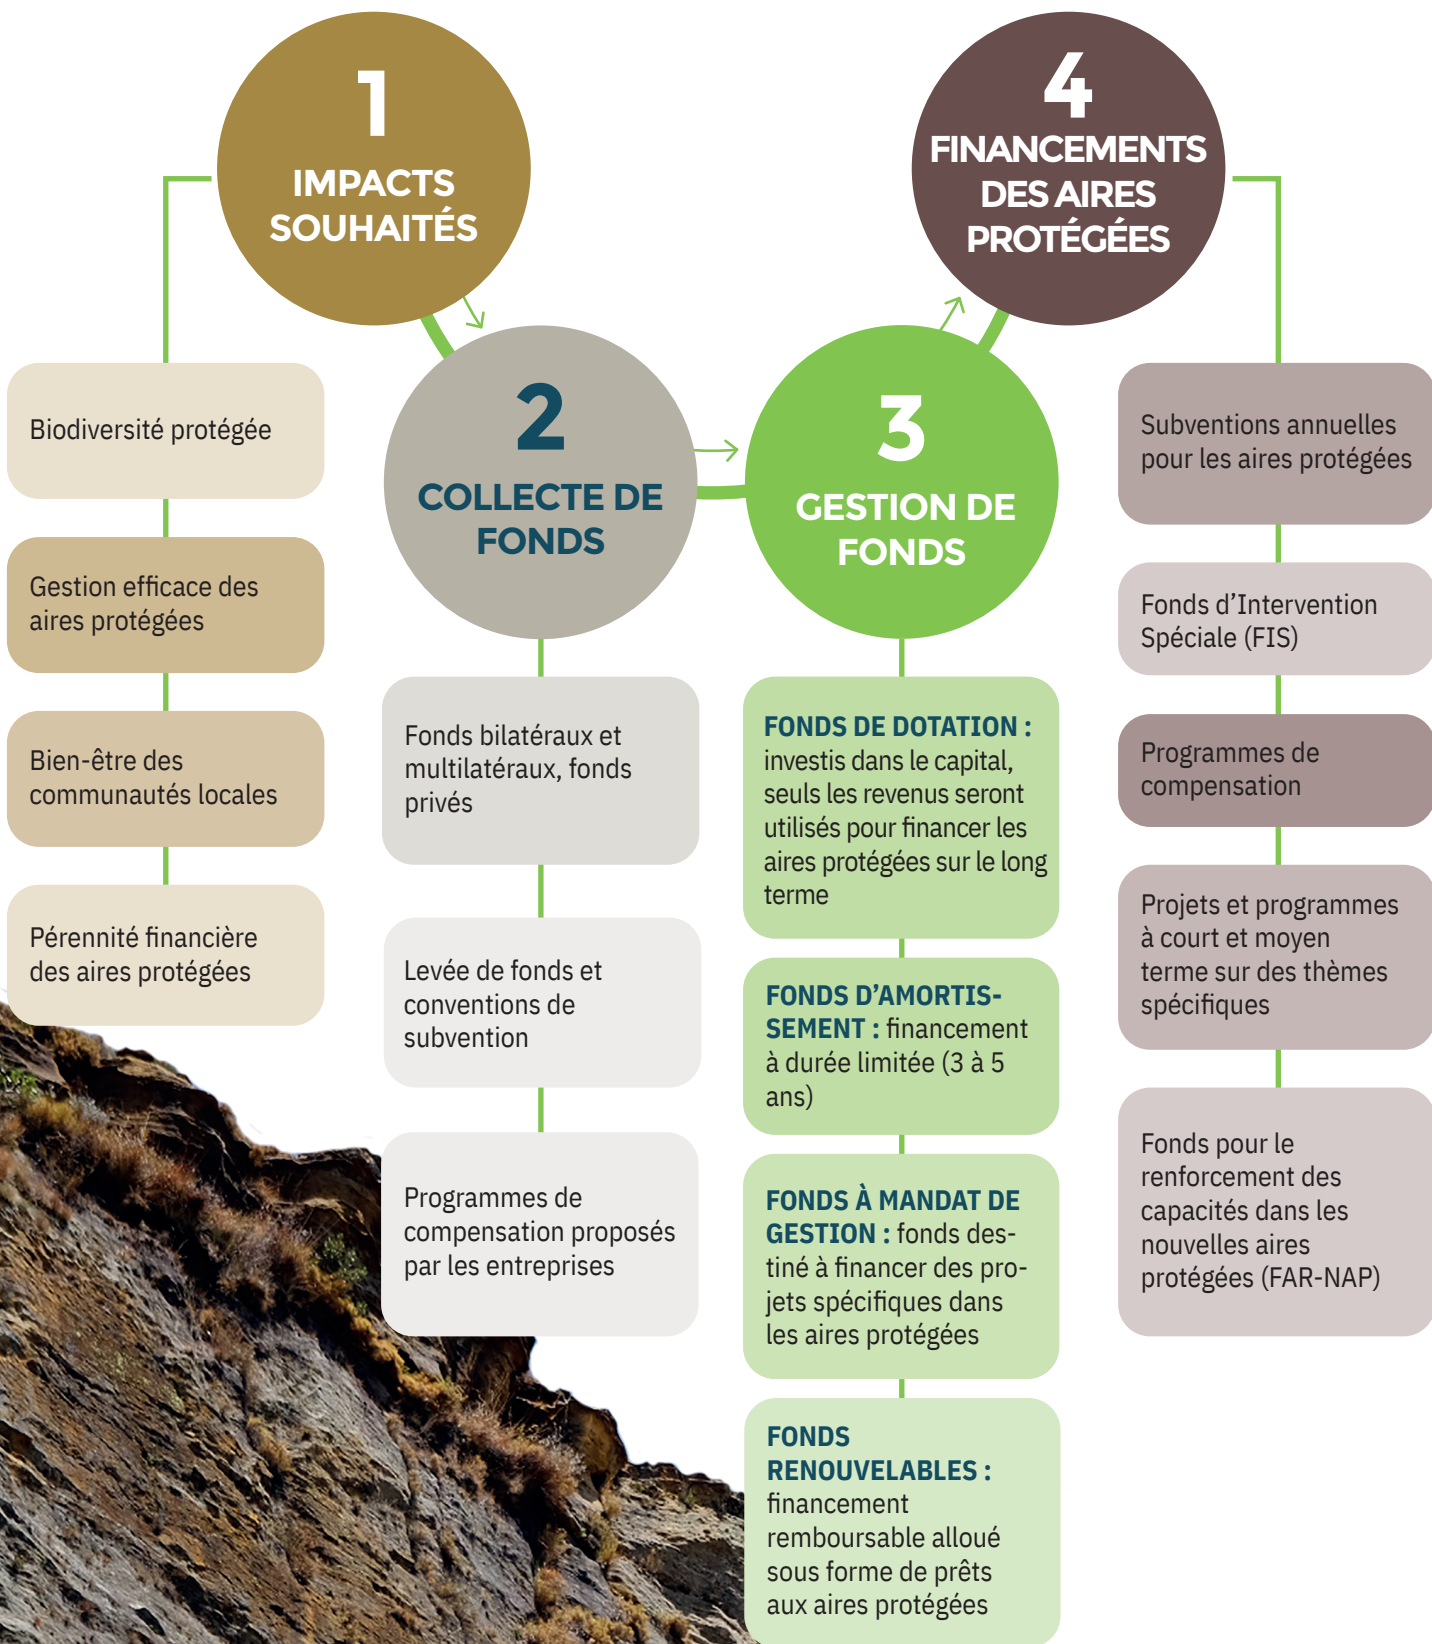 1
IMPACTS
SOUHAITÉS
Biodiversité protégée
Gestion efficace des
aires protégées
Bien-être des
communautés locales
Pérennité financière
des aires protégées
2
COLLECTE DE
FONDS
Fonds bilatéraux et
multilatéraux, fonds
privés
Levée de fonds et
conventions de
subvention
Programmes de
compensation proposés
par les entreprises
3
GESTION DE
FONDS
FONDS DE DOTATION :
investis dans le capital,
seuls les revenus seront
utilisés pour financer les
aires protégées sur le long
terme
FONDS D’AMORTIS-
SEMENT : financement
à durée limitée (3 à 5
ans)
FONDS À MANDAT DE
GESTION : fonds des-
tiné à financer des pro-
jets spécifiques dans
les aires protégées
FONDS
RENOUVELABLES :
financement
remboursable alloué
sous forme de prêts
aux aires protégées
4
FINANCEMENTS
DES AIRES
PROTÉGÉES
Subventions annuelles
pour les aires protégées
Fonds d’Intervention
Spéciale (FIS)
Programmes de
compensation
Projets et programmes
à court et moyen
terme sur des thèmes
spécifiques
Fonds pour le
renforcement des
capacités dans les
nouvelles aires
protégées (FAR-NAP)